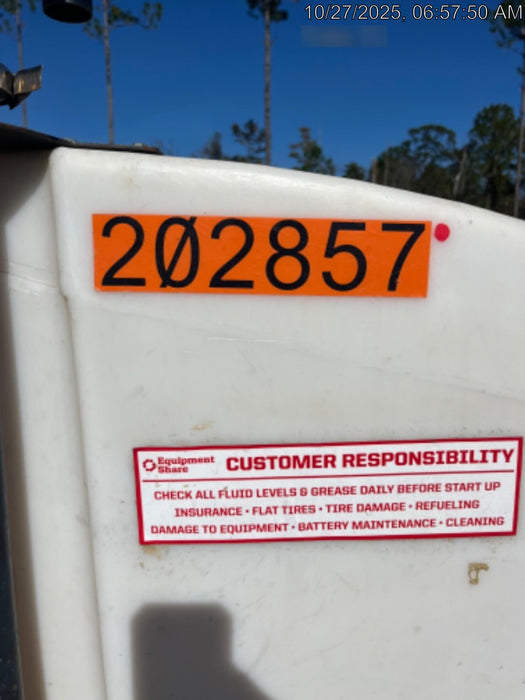 10/27/2025, 06:57:50 AM
202857
Equipment
Share
CUSTOMER RESPONSIBILITY
CHECK ALL FLUID LEVELS & GREASE DAILY BEFORE START UP
INSURANCE • FLAT TIRES • TIRE DAMAGE • REFUELING
DAMAGE TO EQUIPMENT • BATTERY MAINTENANCE • CLEANING